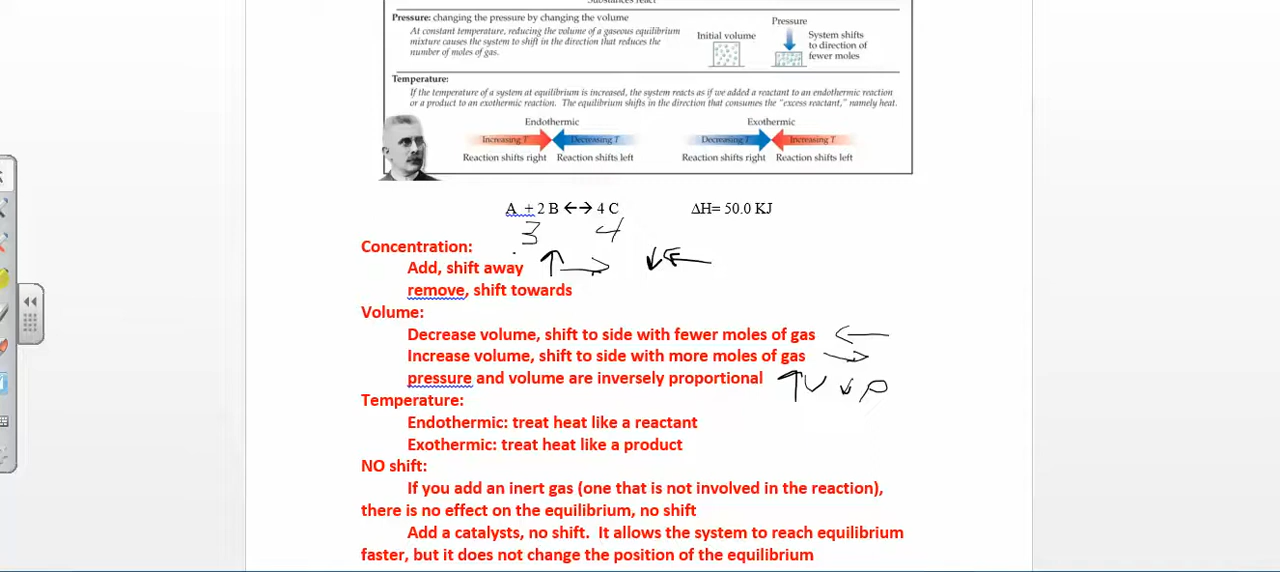 Substances react
Pressure: changing the pressure by changing the volume
At constant temperature, reducing the volume of a gaseous equilibrium
mixture causes the system to shift in the direction that reduces the
number of moles of gas.
Initial volume
Pressure
System shifts
to direction of
fewer moles
Temperature:
If the temperature of a system at equilibrium is increased, the system reacts as if we added a reactant to an endothermic reaction
or a product to an exothermic reaction. The equilibrium shifts in the direction that consumes the "excess reactant," namely heat.
Endothermic
Exothermic
Increasing T Decreasing T
Decreasing T Increasing T
Reaction shifts right Reaction shifts left
Reaction shifts right Reaction shifts left
A + 2 B ←→ 4 C ΔH= 50.0 KJ
3 4
Concentration:
Add, shift away ↑ → ↓ ←
remove, shift towards
Volume:
Decrease volume, shift to side with fewer moles of gas ←
Increase volume, shift to side with more moles of gas →
pressure and volume are inversely proportional ↑V ↓P
Temperature:
Endothermic: treat heat like a reactant
Exothermic: treat heat like a product
NO shift:
If you add an inert gas (one that is not involved in the reaction),
there is no effect on the equilibrium, no shift
Add a catalysts, no shift. It allows the system to reach equilibrium
faster, but it does not change the position of the equilibrium